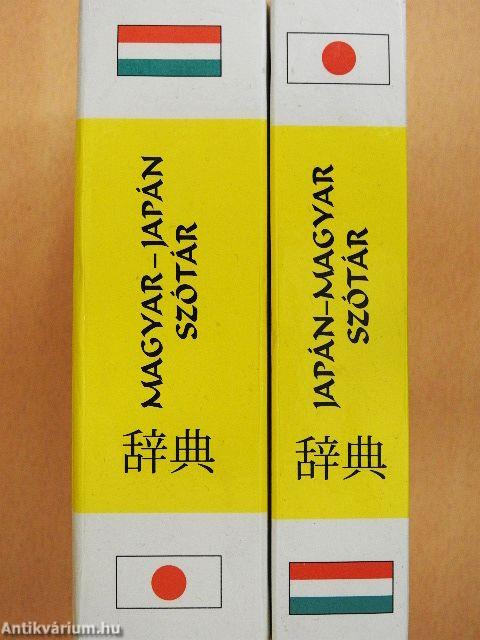 MAGYAR–JAPÁN
SZÓTÁR
辞典
JAPÁN–MAGYAR
SZÓTÁR
辞典
Antikvárium.hu